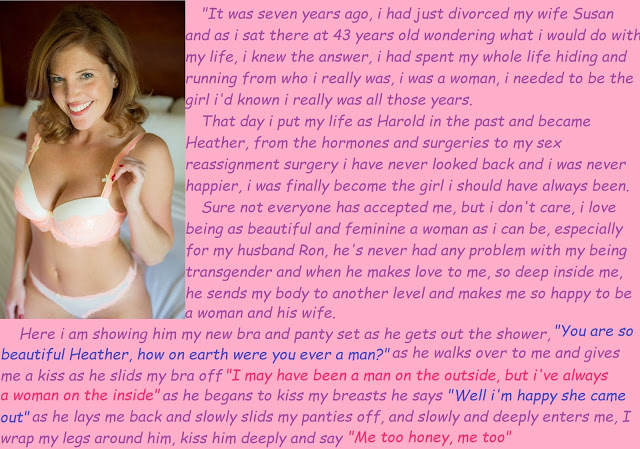 "It was seven years ago, i had just divorced my wife Susan
and as i sat there at 43 years old wondering what i would do with
my life, i knew the answer, i had spent my whole life hiding and
running from who i really was, i was a woman, i needed to be the
girl i'd known i really was all those years.
That day i put my life as Harold in the past and became
Heather, from the hormones and surgeries to my sex
reassignment surgery i have never looked back and i was never
happier, i was finally become the girl i should have always been.
Sure not everyone has accepted me, but i don't care, i love
being as beautiful and feminine a woman as i can be, especially
for my husband Ron, he's never had any problem with my being
transgender and when he makes love to me, so deep inside me,
he sends my body to another level and makes me so happy to be
a woman and his wife.
Here i am showing him my new bra and panty set as he gets out the shower, "You are so
beautiful Heather, how on earth were you ever a man?" as he walks over to me and gives
me a kiss as he slids my bra off "I may have been a man on the outside, but i've always
a woman on the inside" as he began to kiss my breasts he says "Well i'm happy she came
out" as he lays me back and slowly slids my panties off, and slowly and deeply enters me, I
wrap my legs around him, kiss him deeply and say "Me too honey, me too"